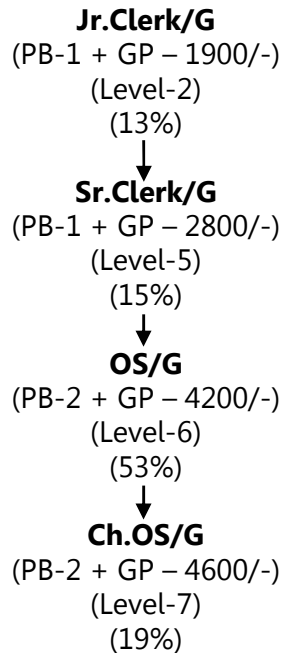 Jr.Clerk/G
(PB-1 + GP – 1900/-)
(Level-2)
(13%)
Sr.Clerk/G
(PB-1 + GP – 2800/-)
(Level-5)
(15%)
OS/G
(PB-2 + GP – 4200/-)
(Level-6)
(53%)
Ch.OS/G
(PB-2 + GP – 4600/-)
(Level-7)
(19%)